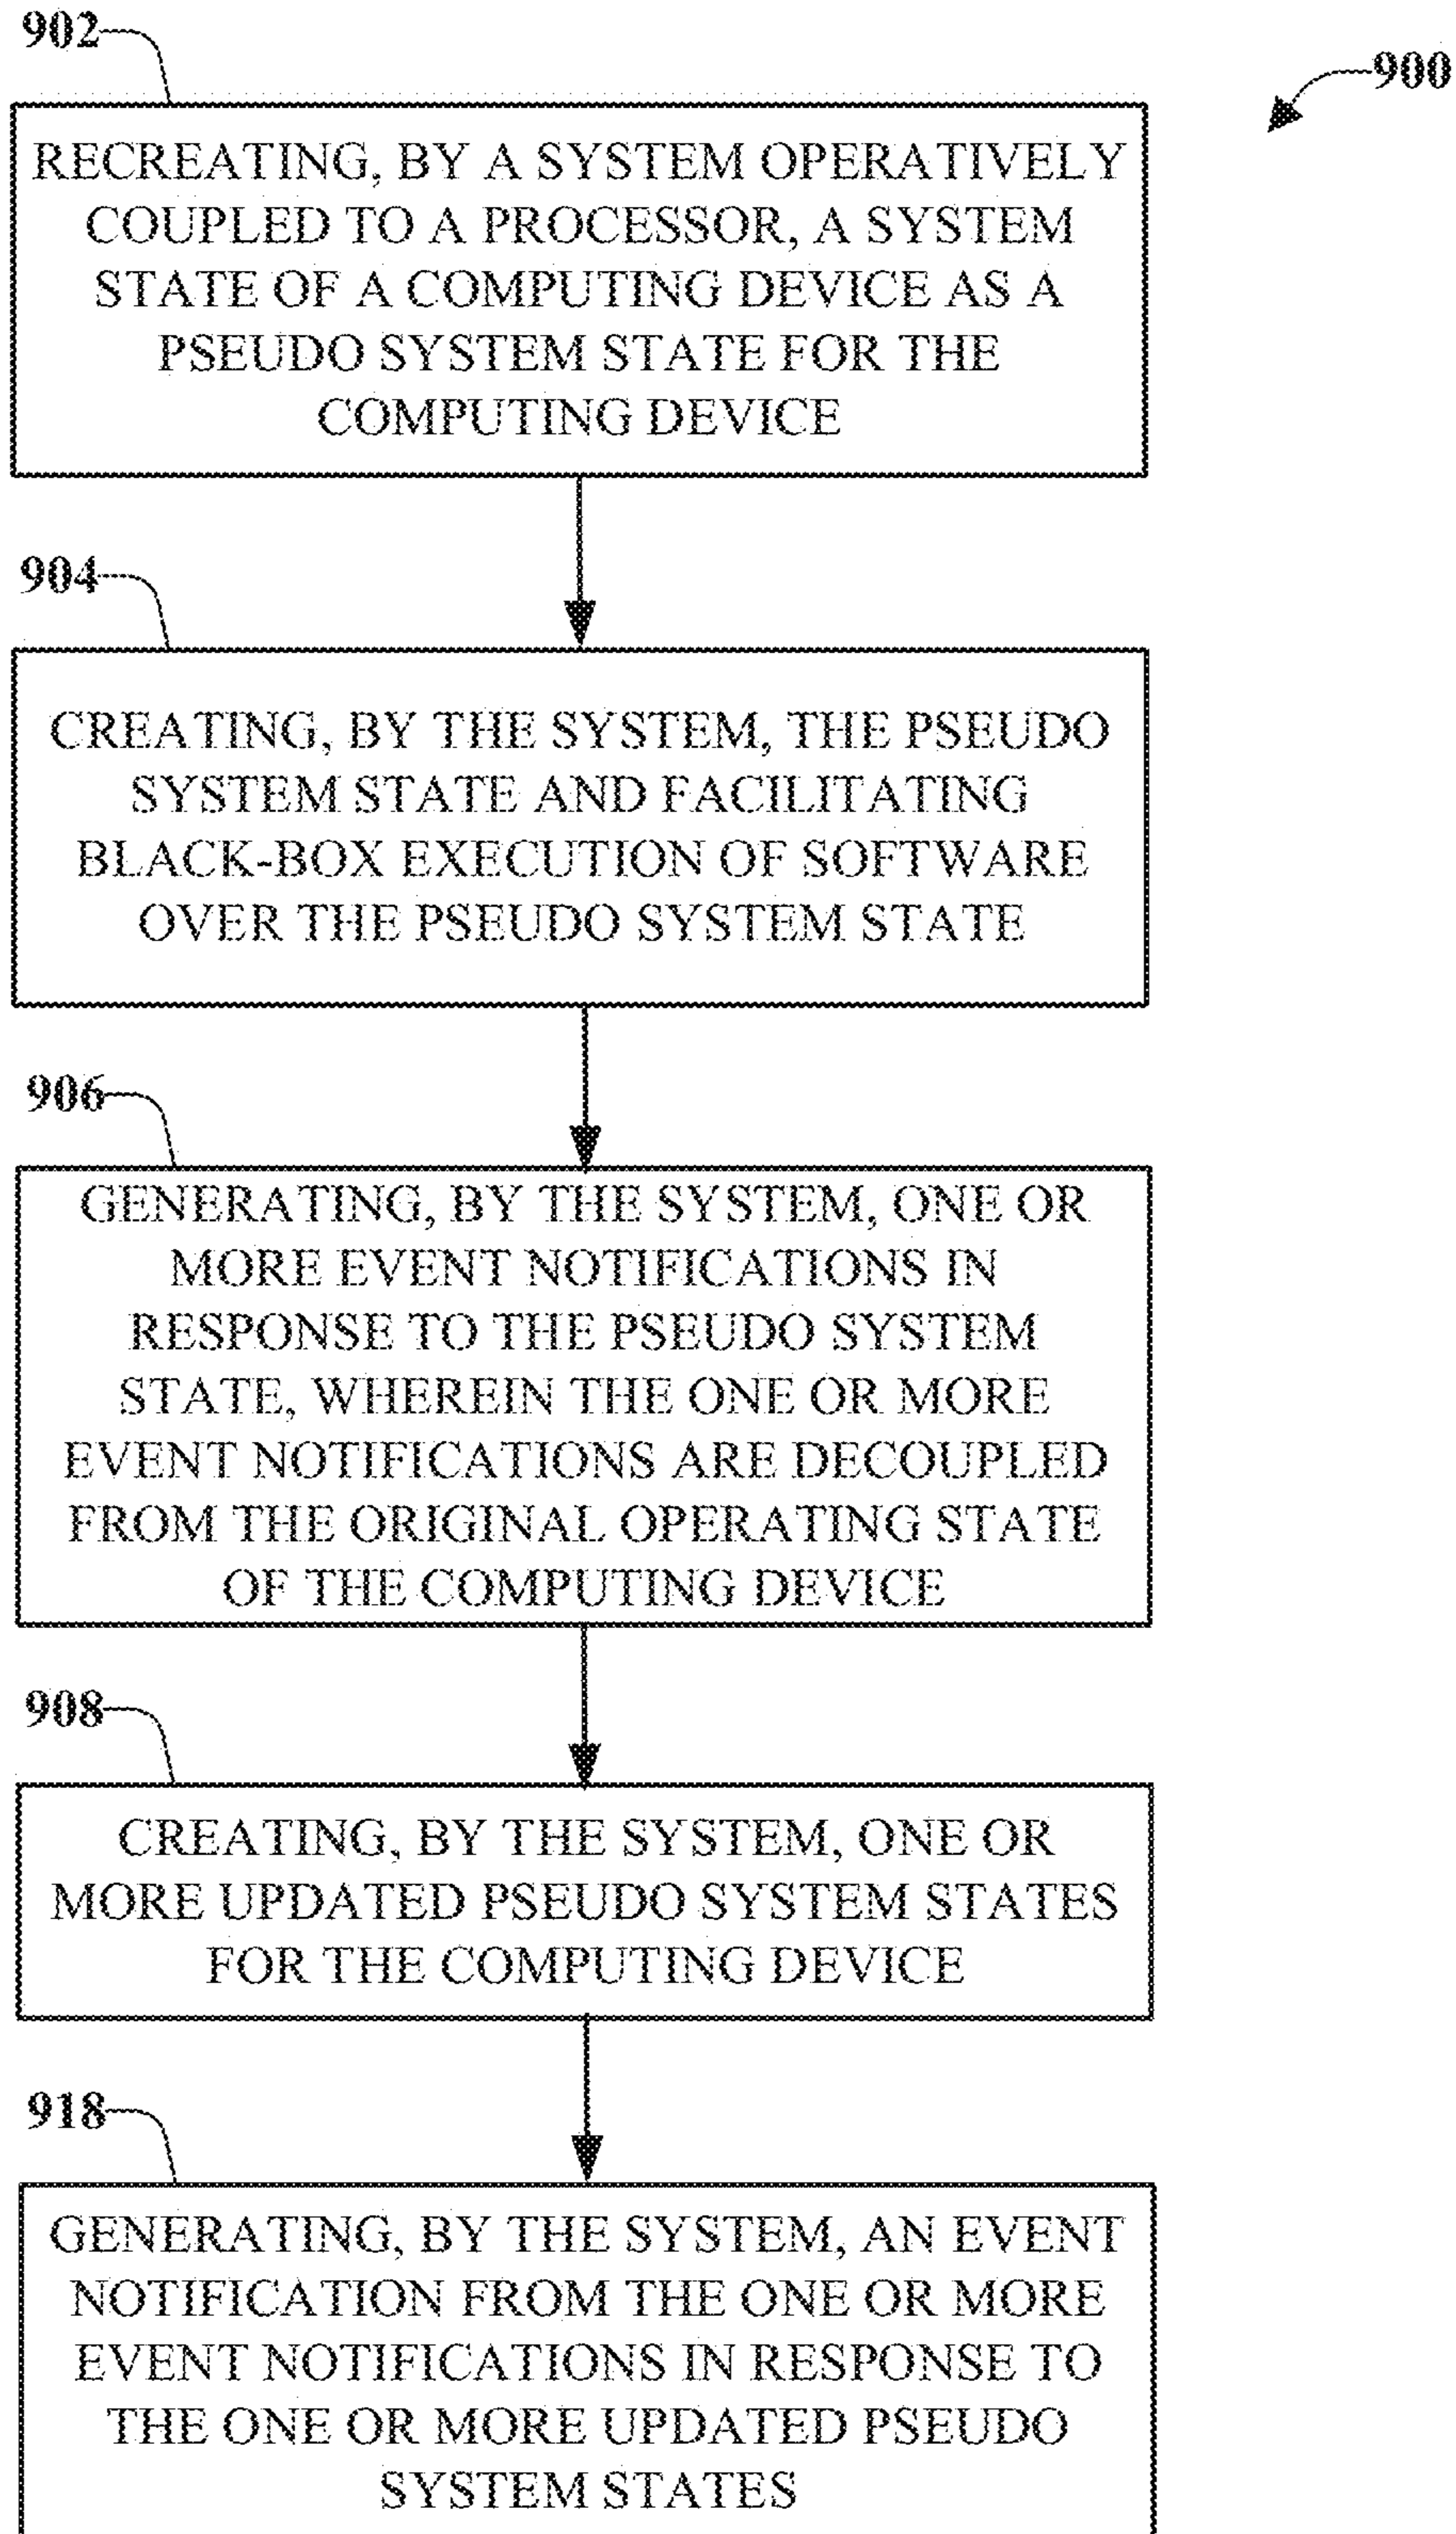 902
900
RECREATING, BY A SYSTEM OPERATIVELY
COUPLED TO A PROCESSOR, A SYSTEM
STATE OF A COMPUTING DEVICE AS A
PSEUDO SYSTEM STATE FOR THE
COMPUTING DEVICE
904
CREATING, BY THE SYSTEM, THE PSEUDO
SYSTEM STATE AND FACILITATING
BLACK-BOX EXECUTION OF SOFTWARE
OVER THE PSEUDO SYSTEM STATE
906
GENERATING, BY THE SYSTEM, ONE OR
MORE EVENT NOTIFICATIONS IN
RESPONSE TO THE PSEUDO SYSTEM
STATE, WHEREIN THE ONE OR MORE
EVENT NOTIFICATIONS ARE DECOUPLED
FROM THE ORIGINAL OPERATING STATE
OF THE COMPUTING DEVICE
908
CREATING, BY THE SYSTEM, ONE OR
MORE UPDATED PSEUDO SYSTEM STATES
FOR THE COMPUTING DEVICE
918
GENERATING, BY THE SYSTEM, AN EVENT
NOTIFICATION FROM THE ONE OR MORE
EVENT NOTIFICATIONS IN RESPONSE TO
THE ONE OR MORE UPDATED PSEUDO
SYSTEM STATES